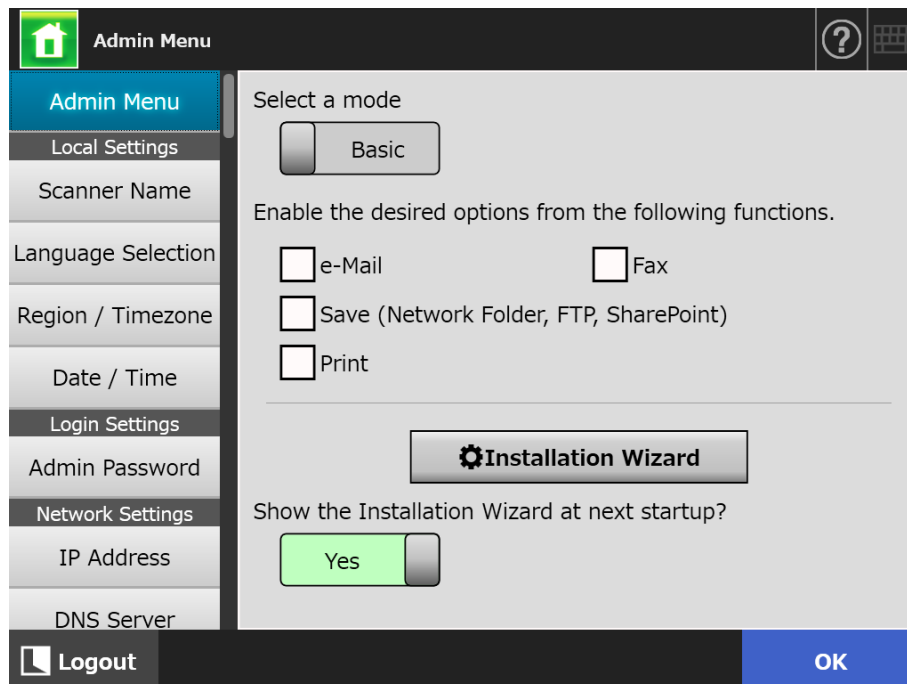 Admin Menu
?
Admin Menu
Local Settings
Scanner Name
Language Selection
Region / Timezone
Date / Time
Login Settings
Admin Password
Network Settings
IP Address
DNS Server
Select a mode
Basic
Enable the desired options from the following functions.
e-Mail
Fax
Save (Network Folder, FTP, SharePoint)
Print
Installation Wizard
Show the Installation Wizard at next startup?
Yes
Logout
OK